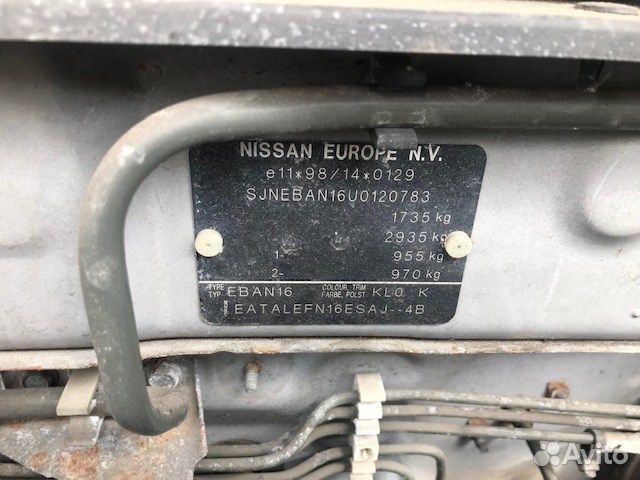 NISSAN EUROPE N.V.
e11*98/14*0129
SJNEBAN16U0120783
1735 kg
2935 kg
1- 955 kg
2- 970 kg
TYPE TYP EBAN16 COLOUR, TRIM FARBE, POLST KL0 K
EATALEFN16ESAJ--4B
Avito